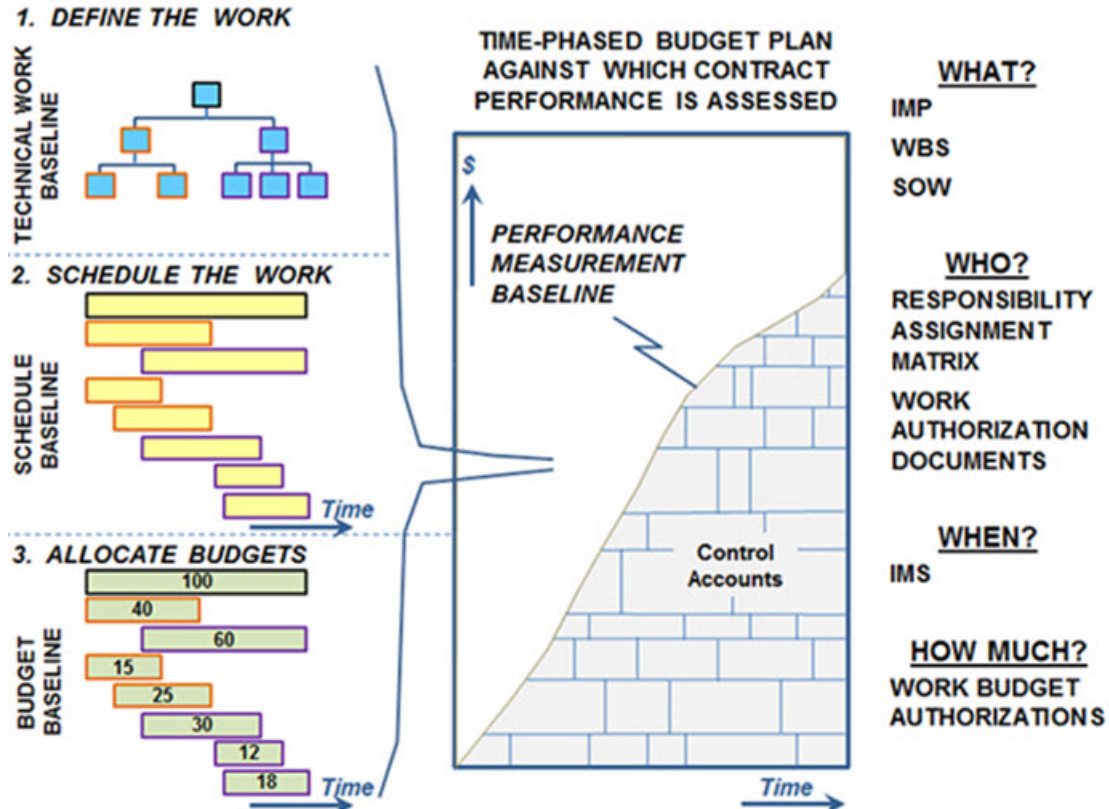 1. DEFINE THE WORK
TECHNICAL WORK
BASELINE
2. SCHEDULE THE WORK
SCHEDULE
BASELINE
Time
3. ALLOCATE BUDGETS
BUDGET
BASELINE
100
40
60
15
25
30
12
18
Time
TIME-PHASED BUDGET PLAN
AGAINST WHICH CONTRACT
PERFORMANCE IS ASSESSED
$
PERFORMANCE
MEASUREMENT
BASELINE
Control
Accounts
Time
WHAT?
IMP
WBS
SOW
WHO?
RESPONSIBILITY
ASSIGNMENT
MATRIX
WORK
AUTHORIZATION
DOCUMENTS
WHEN?
IMS
HOW MUCH?
WORK BUDGET
AUTHORIZATIONS